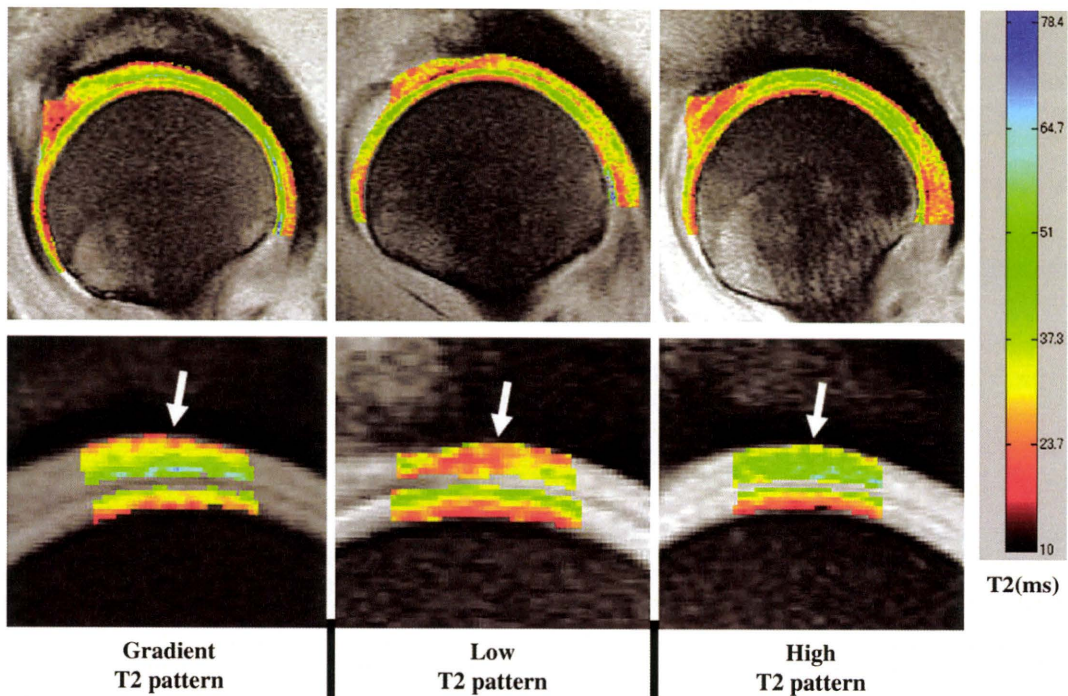 78.4
64.7
51
37.3
23.7
10
T2(ms)
Gradient
T2 pattern
Low
T2 pattern
High
T2 pattern